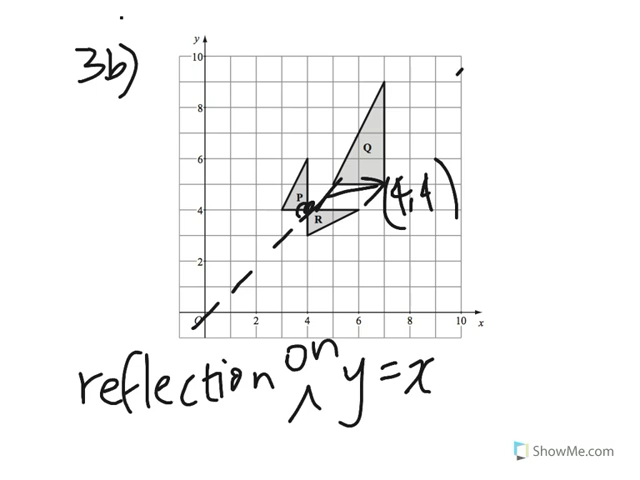 3b)
y
10
8
6
4
2
Q
P
R
(4,4)
O
2 4 6 8 10 x
reflection on y=x
ShowMe.com